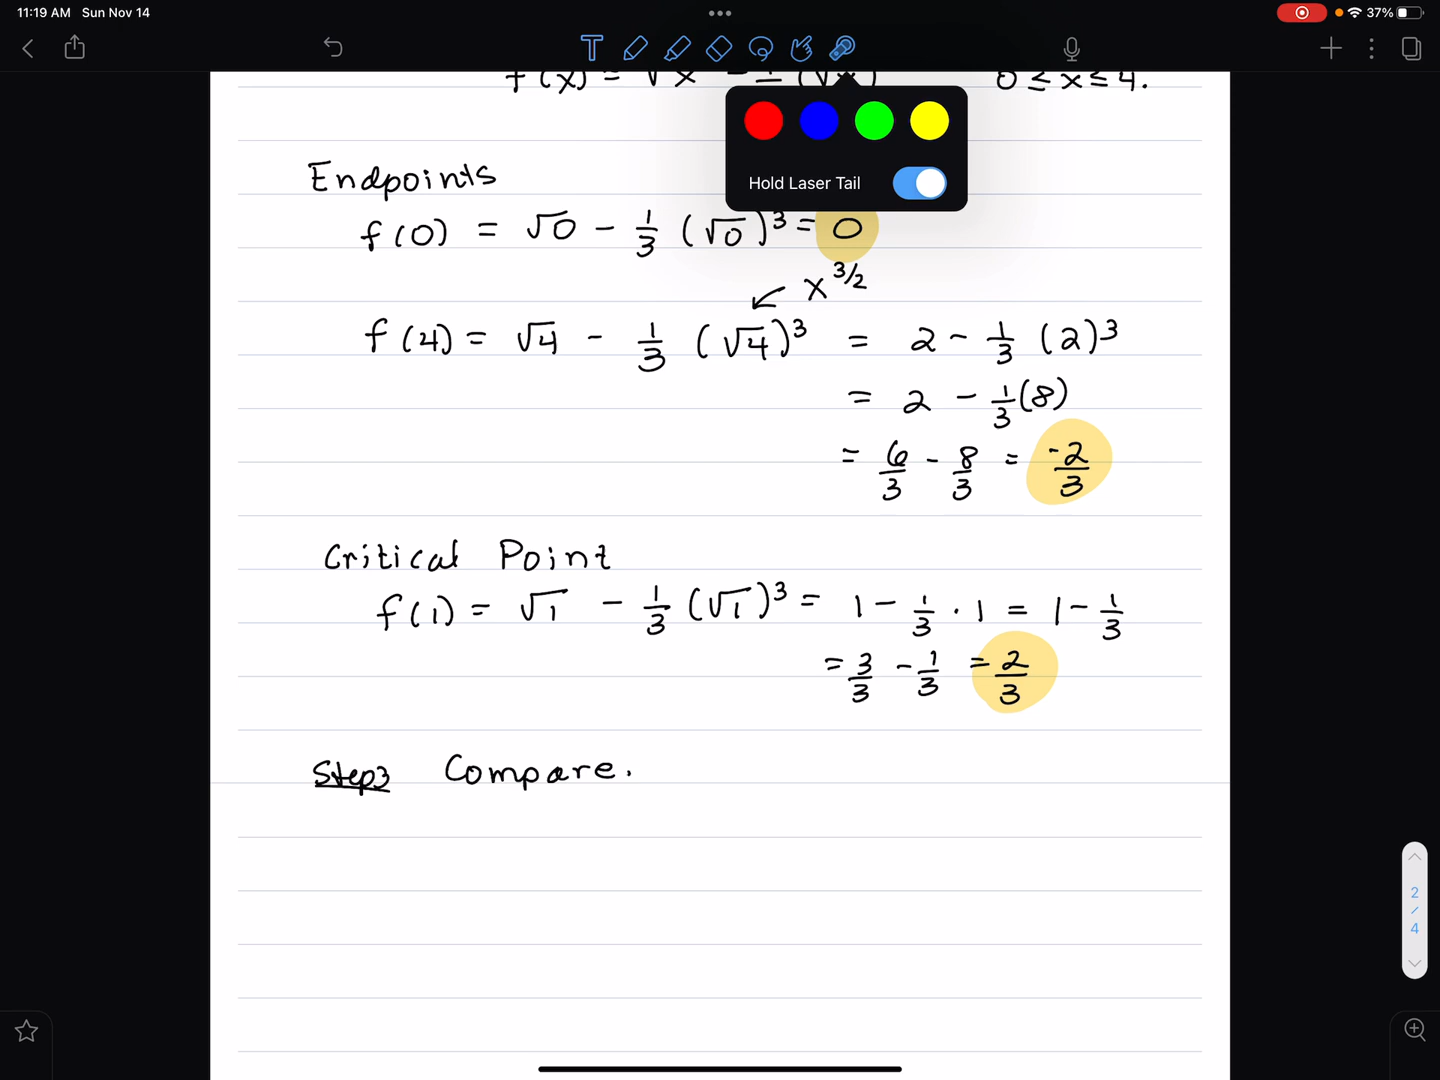 11:19 AM Sun Nov 14
37%
T
f(x) = √x - 0 ≤ x ≤ 4.
Hold Laser Tail
Endpoints
f(0) = √0 - 1/3 (√0)^3 = 0
↙ x^3/2
f(4) = √4 - 1/3 (√4)^3 = 2 - 1/3 (2)^3
= 2 - 1/3 (8)
= 6/3 - 8/3 = -2/3
Critical Point
f(1) = √1 - 1/3 (√1)^3 = 1 - 1/3 · 1 = 1 - 1/3
= 3/3 - 1/3 = 2/3
Step3 Compare.
2
/
4